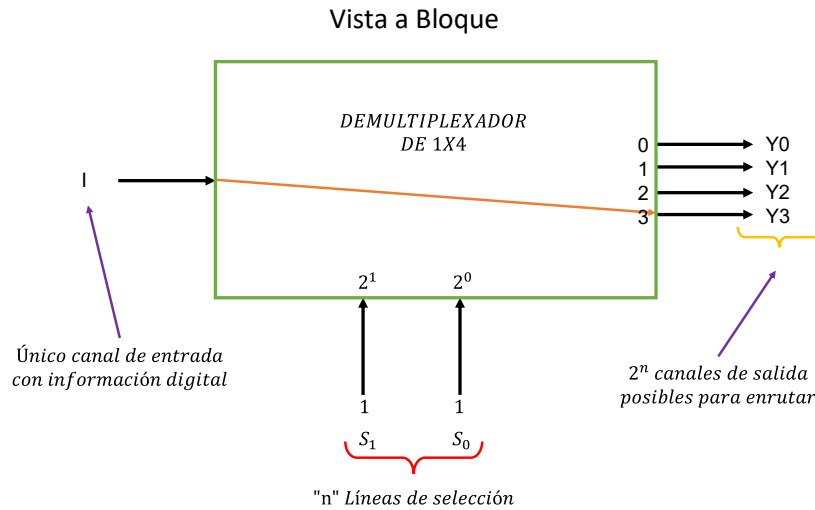 Vista a Bloque
DEMULTIPLEXADOR
DE 1X4
0 Y0
1 Y1
I
2 Y2
3 Y3
2¹ 2⁰
Único canal de entrada
con información digital
2ⁿ canales de salida
posibles para enrutar
1 1
S₁ S₀
"n" Líneas de selección